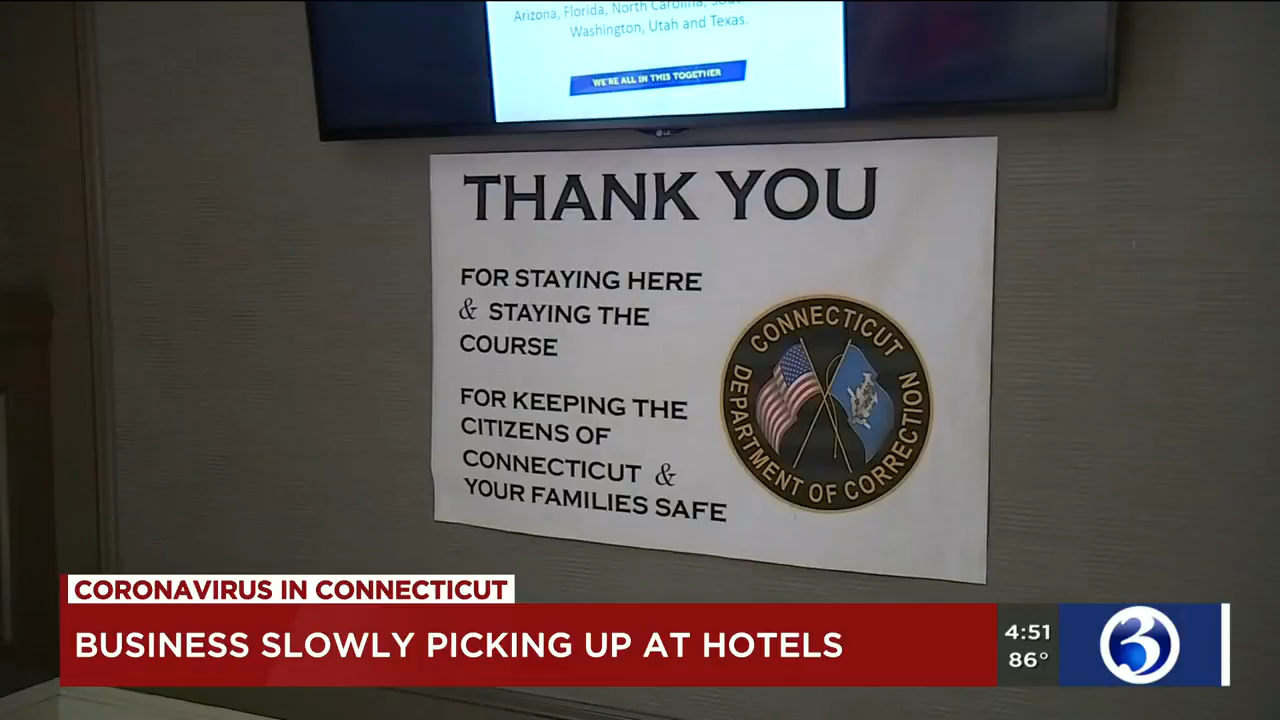 Arizona, Florida, North Carolina,
Washington, Utah and Texas.
WE'RE ALL IN THIS TOGETHER
LG
THANK YOU
FOR STAYING HERE
& STAYING THE
COURSE
FOR KEEPING THE
CITIZENS OF
CONNECTICUT &
YOUR FAMILIES SAFE
CONNECTICUT
DEPARTMENT OF CORRECTION
CORONAVIRUS IN CONNECTICUT
BUSINESS SLOWLY PICKING UP AT HOTELS
4:51
86°
3